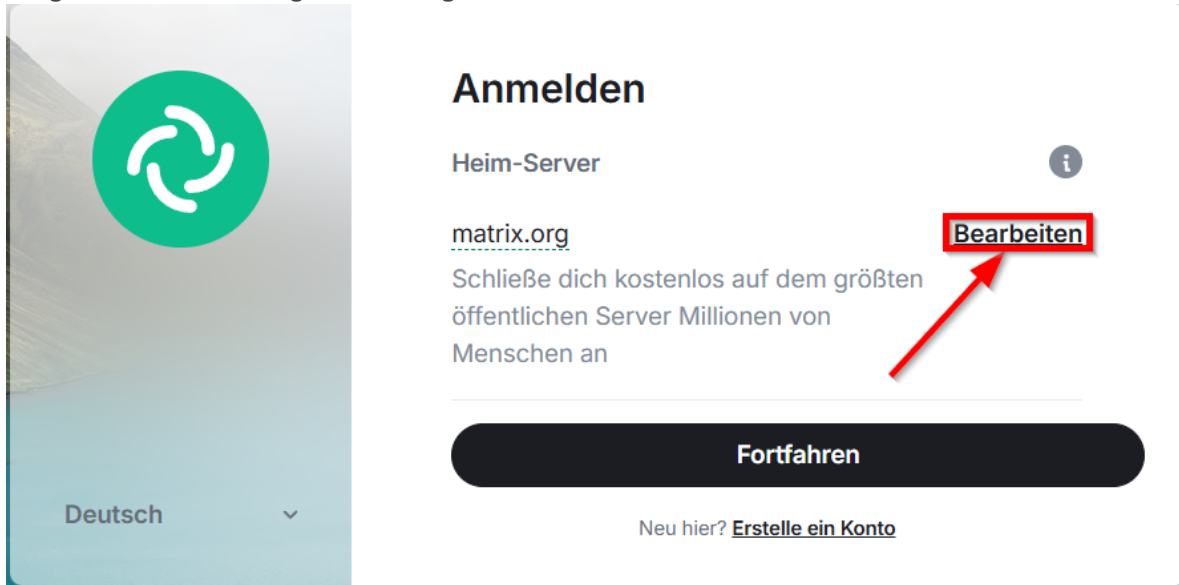 Anmelden
Heim-Server
matrix.org
Bearbeiten
Schließe dich kostenlos auf dem größten
öffentlichen Server Millionen von
Menschen an
Fortfahren
Neu hier? Erstelle ein Konto
Deutsch